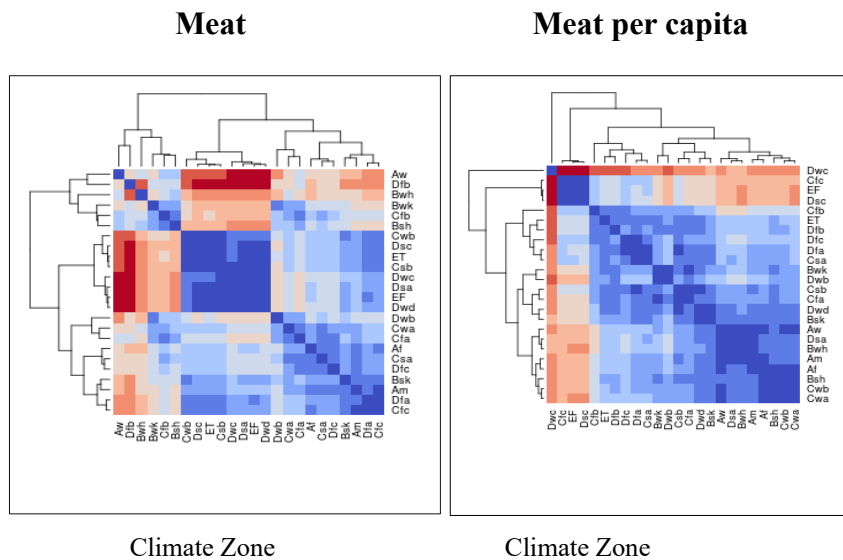 Meat
Meat per capita
Aw
Dfb
Bwh
Bwk
Cfb
Bsh
Cwb
Dsc
ET
Csb
Dwc
Dsa
EF
Dwd
Dwb
Cwa
Cfa
Af
Csa
Dfc
Bsk
Am
Dfa
Cfc
Aw Dfb Bwh Bwk Cfb Bsh Cwb Dsc ET Csb Dwc Dsa EF Dwd Dwb Cwa Cfa Af Csa Dfc Bsk Am Dfa Cfc
Climate Zone
Dwc
Cfc
EF
Dsc
Cfb
ET
Dfb
Dfc
Dfa
Csa
Bwk
Dwb
Csb
Cfa
Dwd
Bsk
Aw
Dsa
Bwh
Am
Af
Bsh
Cwb
Cwa
Dwc Cfc EF Dsc Cfb ET Dfb Dfc Dfa Csa Bwk Dwb Csb Cfa Dwd Bsk Aw Dsa Bwh Am Af Bsh Cwb Cwa
Climate Zone